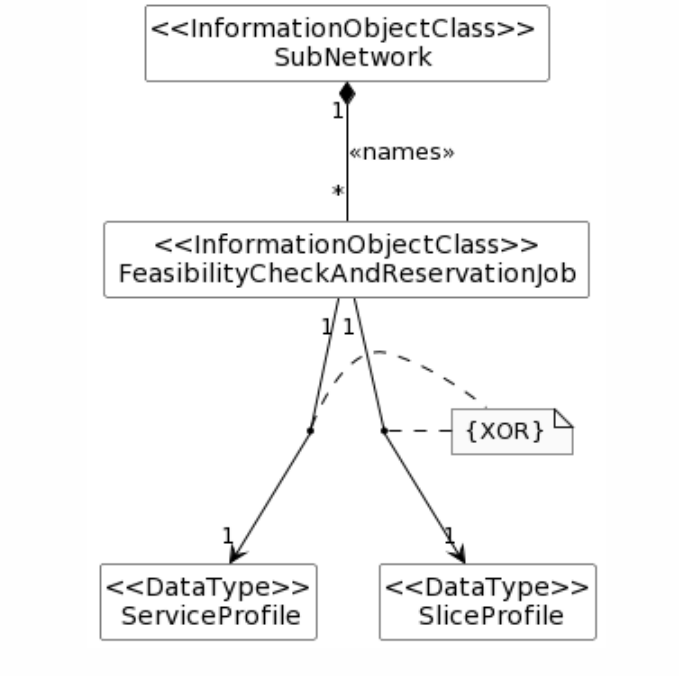 <<InformationObjectClass>>
SubNetwork
1
«names»
*
<<InformationObjectClass>>
FeasibilityCheckAndReservationJob
1 1
{XOR}
1
1
<<DataType>>
ServiceProfile
<<DataType>>
SliceProfile